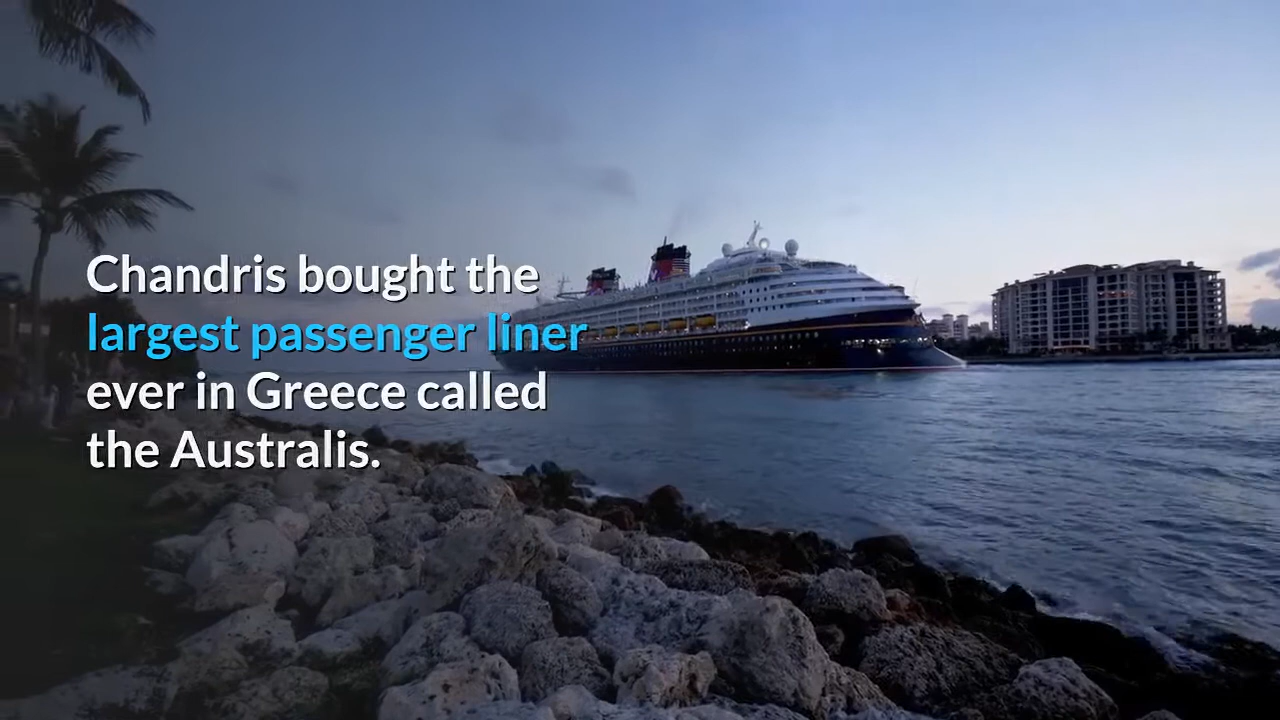 Chandris bought the
largest passenger liner
ever in Greece called
the Australis.